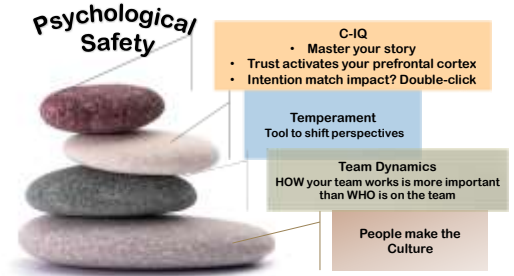 Psychological
Safety
C-IQ
• Master your story
• Trust activates your prefrontal cortex
• Intention match impact? Double-click
Temperament
Tool to shift perspectives
Team Dynamics
HOW your team works is more important
than WHO is on the team
People make the
Culture